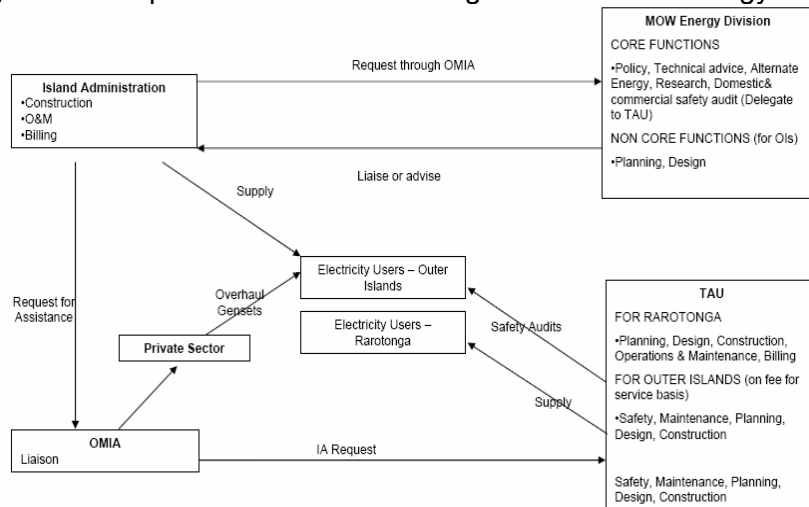 MOW Energy Division
CORE FUNCTIONS
•Policy, Technical advice, Alternate
Energy, Research, Domestic&
commercial safety audit (Delegate
to TAU)
NON CORE FUNCTIONS (for OIs)
•Planning, Design
Island Administration
•Construction
•O&M
•Billing
Request through OMIA
Liaise or advise
Supply
Electricity Users – Outer
Islands
Electricity Users –
Rarotonga
Overhaul
Gensets
Request for
Assistance
Private Sector
Safety Audits
Supply
OMIA
Liaison
IA Request
TAU
FOR RAROTONGA
•Planning, Design, Construction,
Operations & Maintenance, Billing
FOR OUTER ISLANDS (on fee for
service basis)
•Safety, Maintenance, Planning,
Design, Construction
Safety, Maintenance, Planning,
Design, Construction